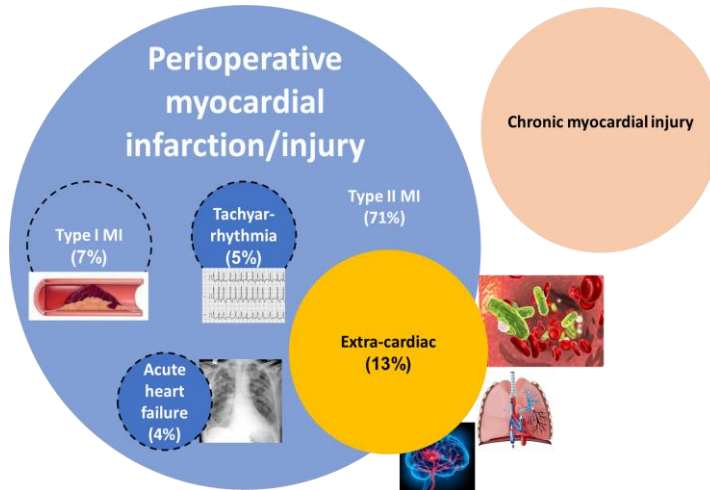 Perioperative
myocardial
infarction/injury
Chronic myocardial injury
Type I MI
(7%)
Tachyar-
rhythmia
(5%)
Type II MI
(71%)
Extra-cardiac
(13%)
Acute
heart
failure
(4%)